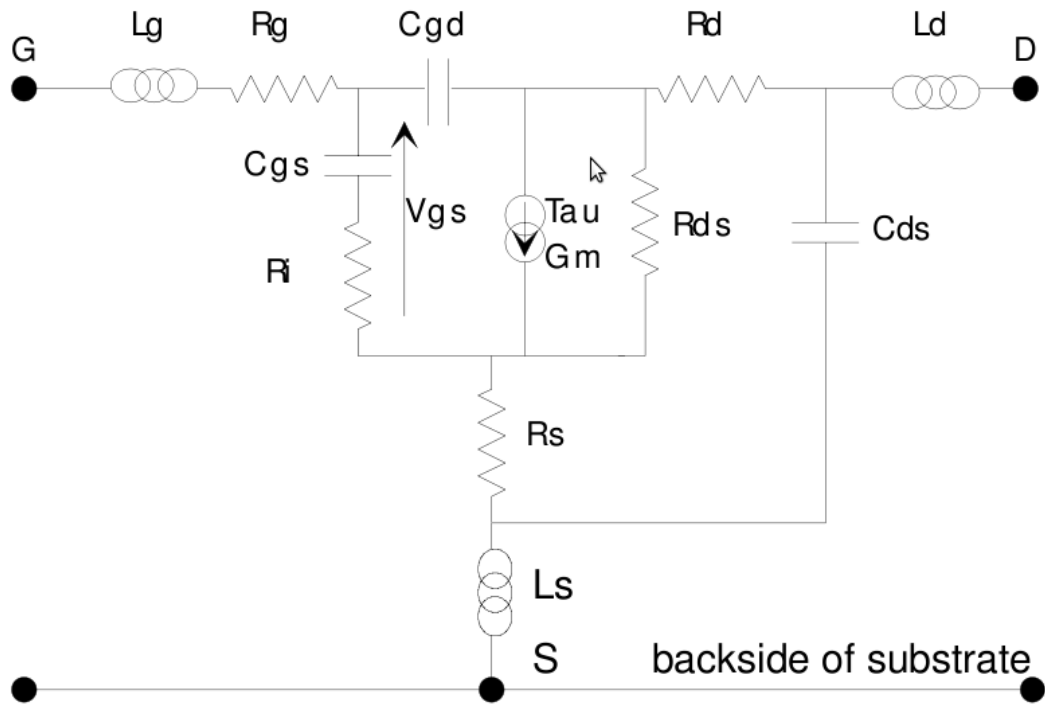 Lg
Rg
Cgd
Rd
Ld
G
D
Cgs
Vgs
Tau
Gm
Rds
Cds
Ri
Rs
Ls
S
backside of substrate